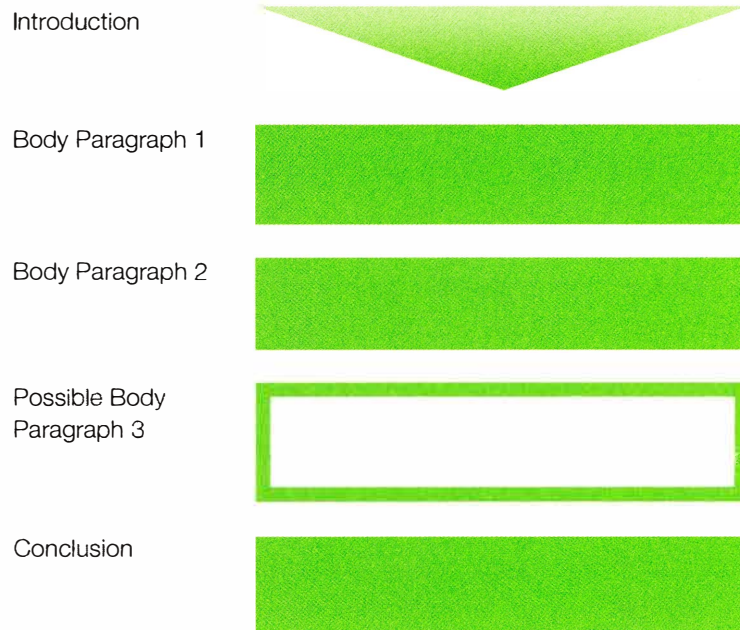 Introduction
Body Paragraph 1
Body Paragraph 2
Possible Body
Paragraph 3
Conclusion